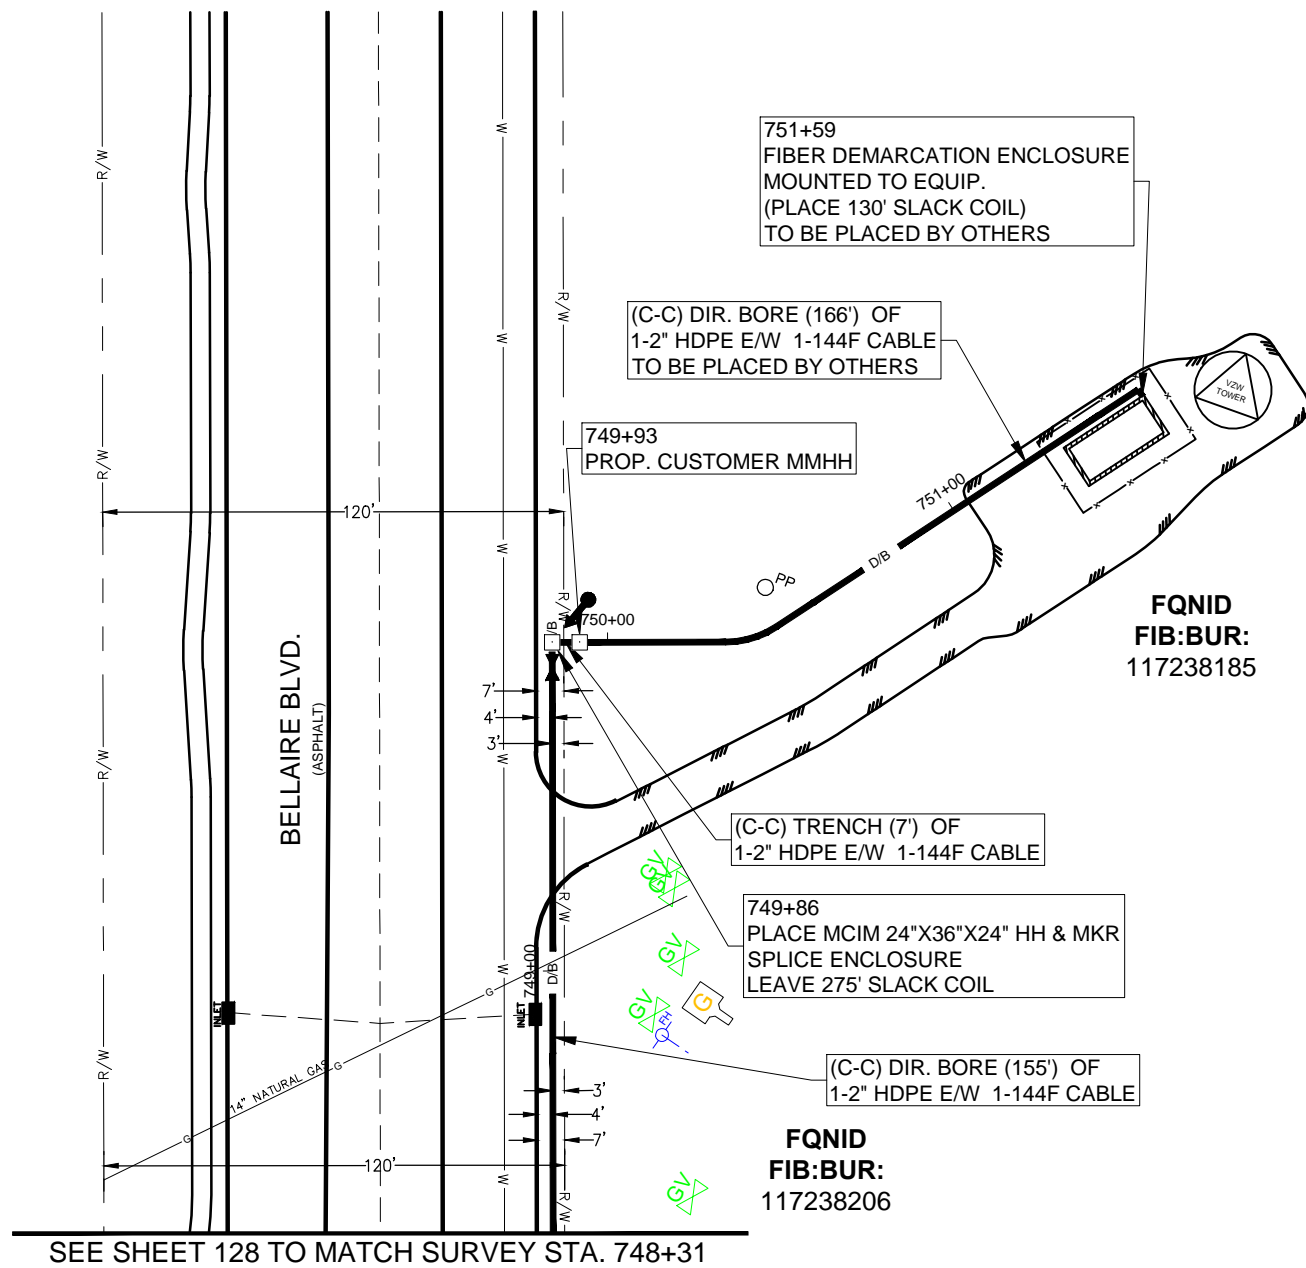 751+59
FIBER DEMARCATION ENCLOSURE
MOUNTED TO EQUIP.
(PLACE 130' SLACK COIL)
TO BE PLACED BY OTHERS
(C-C) DIR. BORE (166')  OF
1-2" HDPE E/W  1-144F CABLE
TO BE PLACED BY OTHERS
749+93
PROP. CUSTOMER MMHH
VZW
TOWER
R/W
R/W
R/W
R/W
R/W
R/W
R/W
R/W
R/W
W
W
W
W
W
W
W
120'
751+00
D/B
PP
/B
750+00
X
X
X
X
X
X
X
X
FQNID
FIB:BUR:
117238185
7'
4'
3'
BELLAIRE BLVD.
(ASPHALT)
(C-C) TRENCH (7')  OF
1-2" HDPE E/W  1-144F CABLE
749+86
PLACE MCIM 24"X36"X24" HH & MKR
SPLICE ENCLOSURE
LEAVE 275' SLACK COIL
GV
GV
GV
GV
GV
G
FH
749+00
D/B
INLET
INLET
G
G
G
14" NATURAL GAS
(C-C) DIR. BORE (155')  OF
1-2" HDPE E/W  1-144F CABLE
3'
4'
7'
120'
FQNID
FIB:BUR:
117238206
SEE SHEET 128 TO MATCH SURVEY STA. 748+31